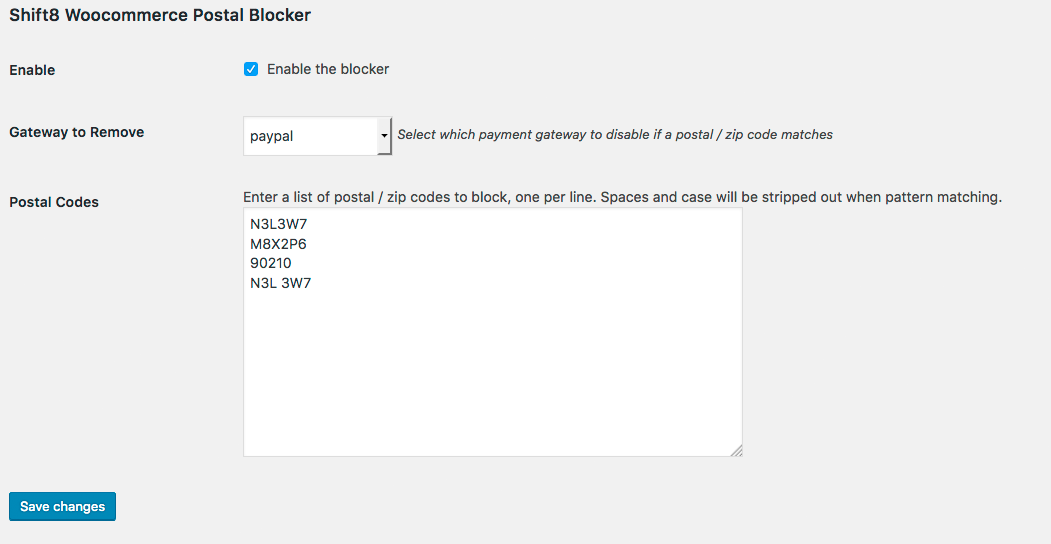 Shift8 Woocommerce Postal Blocker
Enable
Enable the blocker
Gateway to Remove
paypal
Select which payment gateway to disable if a postal / zip code matches
Postal Codes
Enter a list of postal / zip codes to block, one per line. Spaces and case will be stripped out when pattern matching.
N3L3W7
M8X2P6
90210
N3L 3W7
Save changes